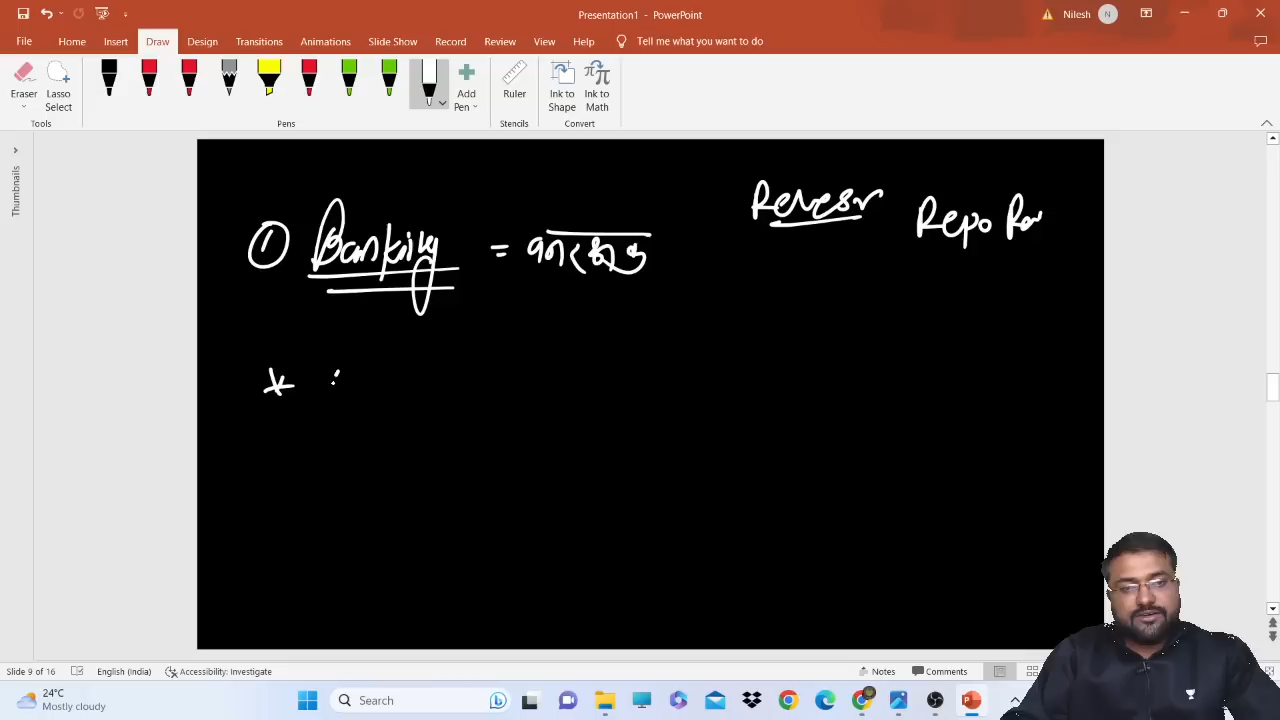 Presentation1 - PowerPoint
Nilesh N
File Home Insert Draw Design Transitions Animations Slide Show Record Review View Help Tell me what you want to do
Eraser
Lasso Select
Add Pen
Ruler
Ink to Shape
Ink to Math
Tools
Pens
Stencils
Convert
Thumbnails
Repo
① Banking =
*
Slide 9 of 16 English (India) Accessibility: Investigate Notes Comments
24°C
Mostly cloudy
Search